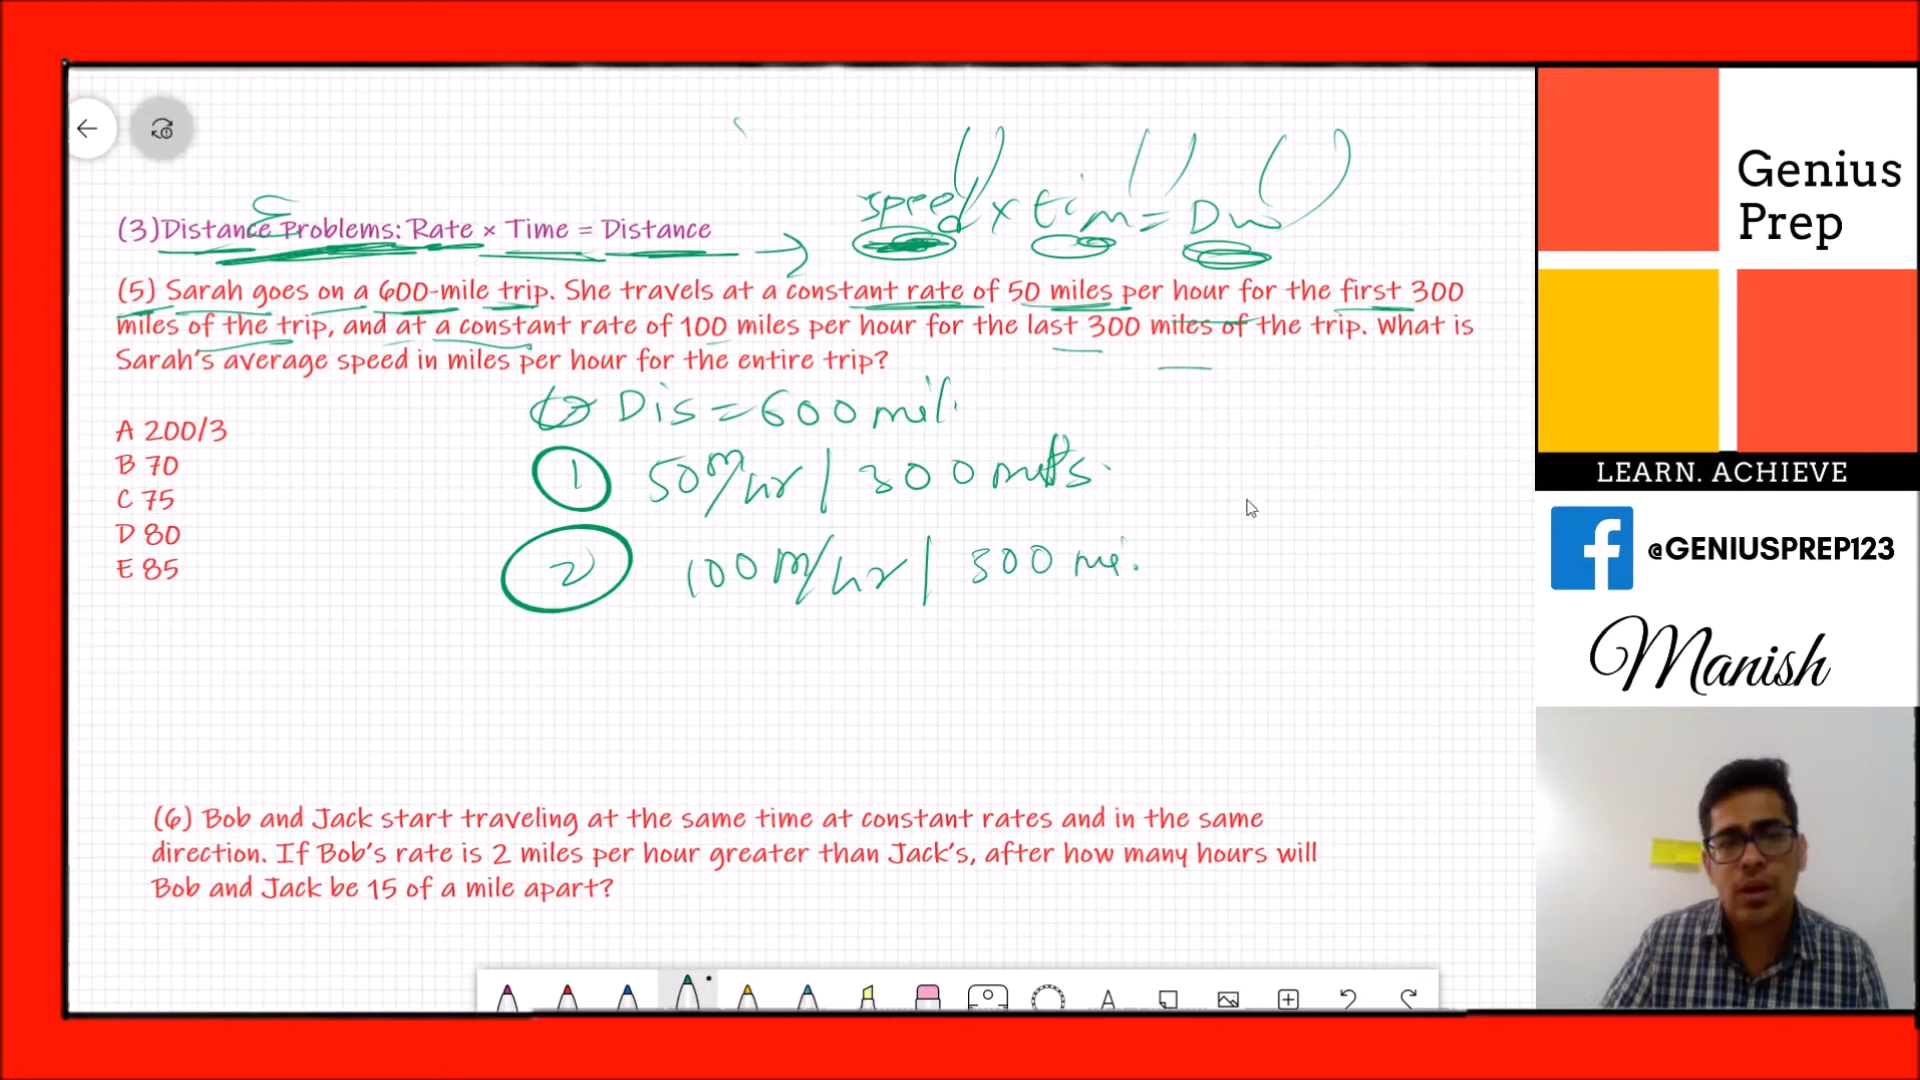 speed × tim = Dis
(3)Distance Problems: Rate × Time = Distance
(5) Sarah goes on a 600-mile trip. She travels at a constant rate of 50 miles per hour for the first 300
miles of the trip, and at a constant rate of 100 miles per hour for the last 300 miles of the trip. What is
Sarah's average speed in miles per hour for the entire trip?
A 200/3
B 70
C 75
D 80
E 85
Dis = 600 mil.
1 50 m/hr | 300 
2 100 m/hr | 300 mi.
(6) Bob and Jack start traveling at the same time at constant rates and in the same
direction. If Bob's rate is 2 miles per hour greater than Jack's, after how many hours will
Bob and Jack be 15 of a mile apart?
Genius
Prep
LEARN. ACHIEVE
@GENIUSPREP123
Manish